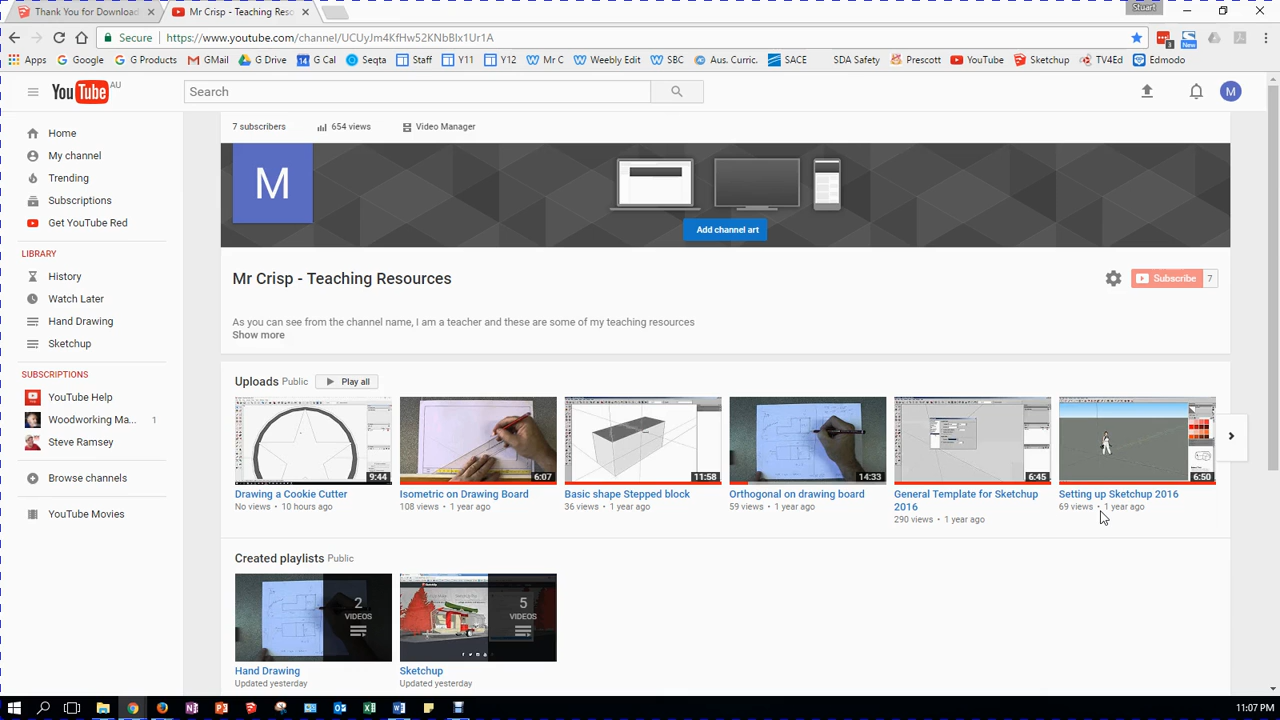 Stuart
Thank You for Download
Mr Crisp - Teaching Reso
Secure https://www.youtube.com/channel/UCUyJm4KfHw52KNbBIx1Ur1A
3 New
Apps Google G Products GMail G Drive G Cal Seqta Staff Y11 Y12 Mr C Weebly Edit SBC Aus. Curric. SACE SDA Safety Prescott YouTube Sketchup TV4Ed Edmodo
YouTube AU
Search
M
Home
My channel
Trending
Subscriptions
Get YouTube Red
LIBRARY
History
Watch Later
Hand Drawing
Sketchup
SUBSCRIPTIONS
YouTube Help
Woodworking Ma... 1
Steve Ramsey
Browse channels
YouTube Movies
7 subscribers 654 views Video Manager
M
Add channel art
Mr Crisp - Teaching Resources
Subscribe 7
As you can see from the channel name, I am a teacher and these are some of my teaching resources
Show more
Uploads Public Play all
9:44 6:07 11:58 14:33 6:45 6:50
Drawing a Cookie Cutter
No views • 10 hours ago
Isometric on Drawing Board
108 views • 1 year ago
Basic shape Stepped block
36 views • 1 year ago
Orthogonal on drawing board
59 views • 1 year ago
General Template for Sketchup
2016
290 views • 1 year ago
Setting up Sketchup 2016
69 views • 1 year ago
Created playlists Public
2
VIDEOS
5
VIDEOS
Hand Drawing
Updated yesterday
Sketchup
Updated yesterday
11:07 PM